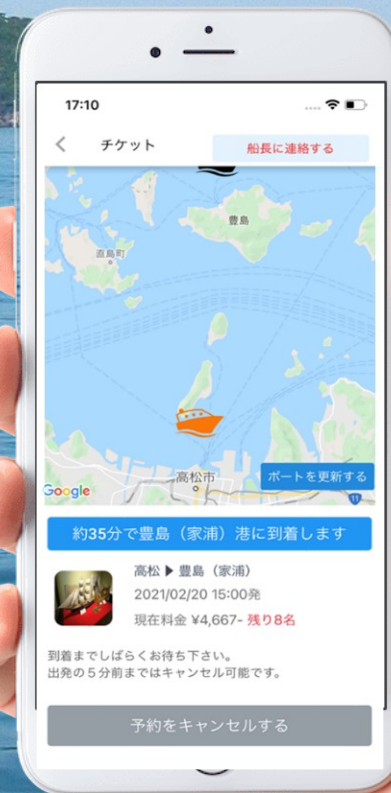 17:10
チケット
船長に連絡する
豊島
直島町
高松市
ボートを更新する
Google
11
約35分で豊島（家浦）港に到着します
高松 ▶ 豊島（家浦）
2021/02/20 15:00発
現在料金 ¥4,667- 残り8名
到着までしばらくお待ち下さい。
出発の５分前まではキャンセル可能です。
予約をキャンセルする